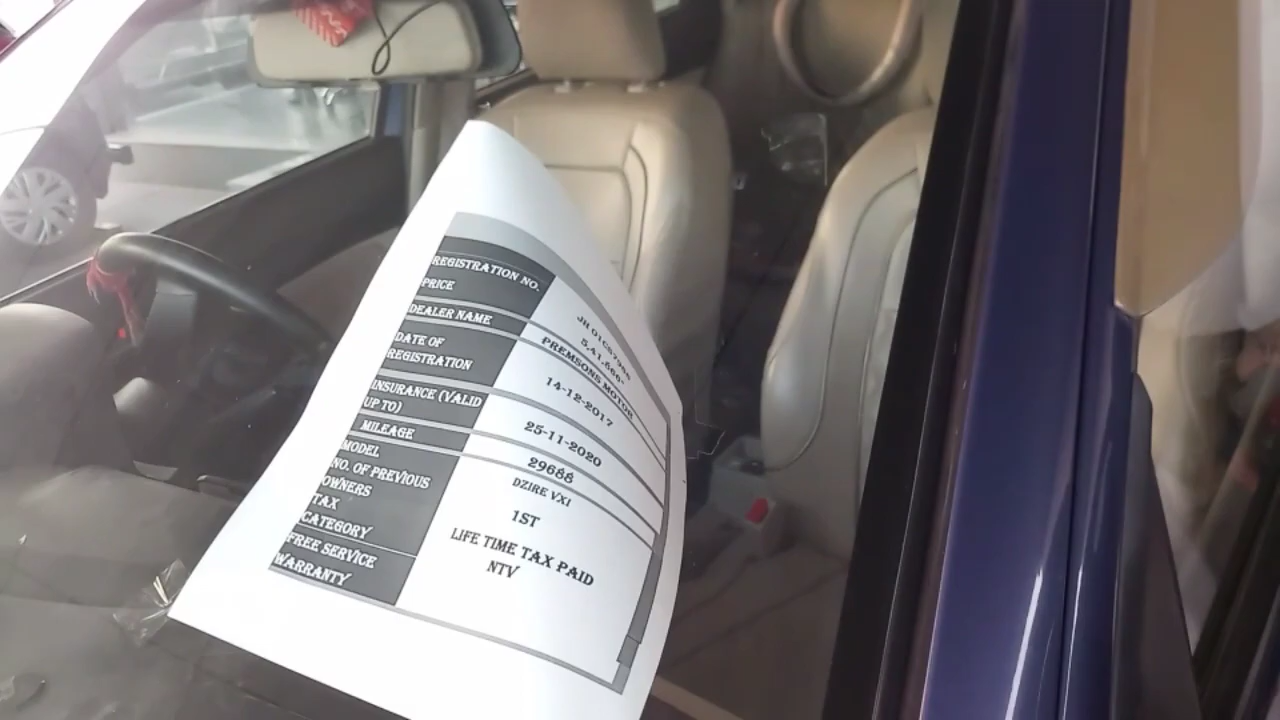 REGISTRATION NO.
PRICE
DEALER NAME PREMSONS MOTOR
DATE OF
REGISTRATION 14-12-2017
INSURANCE (VALID
UP TO) 25-11-2020
MILEAGE 29688
MODEL DZIRE VXI
NO. OF PREVIOUS
OWNERS 1ST
TAX LIFE TIME TAX PAID
CATEGORY NTV
FREE SERVICE
WARRANTY